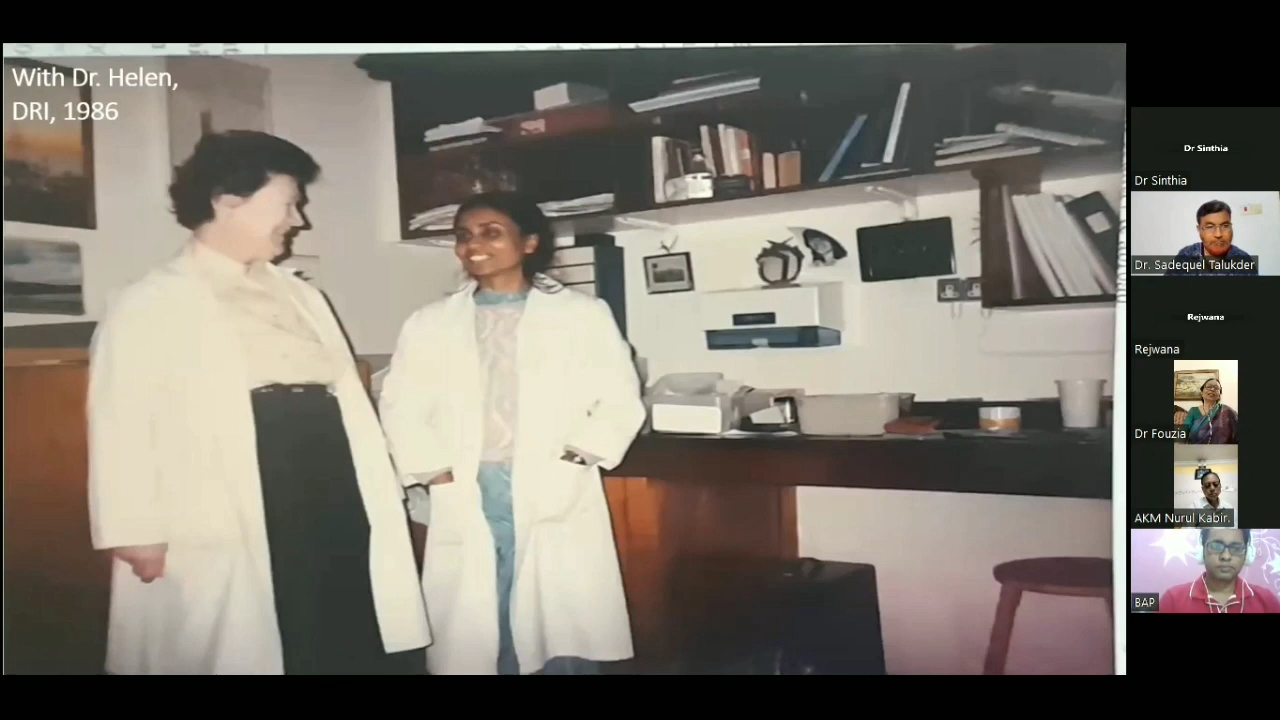 With Dr. Helen,
DRI, 1986
Dr Sinthia
Dr Sinthia
Dr. Sadequel Talukder
Rejwana
Rejwana
Dr Fouzia
AKM Nurul Kabir.
BAP